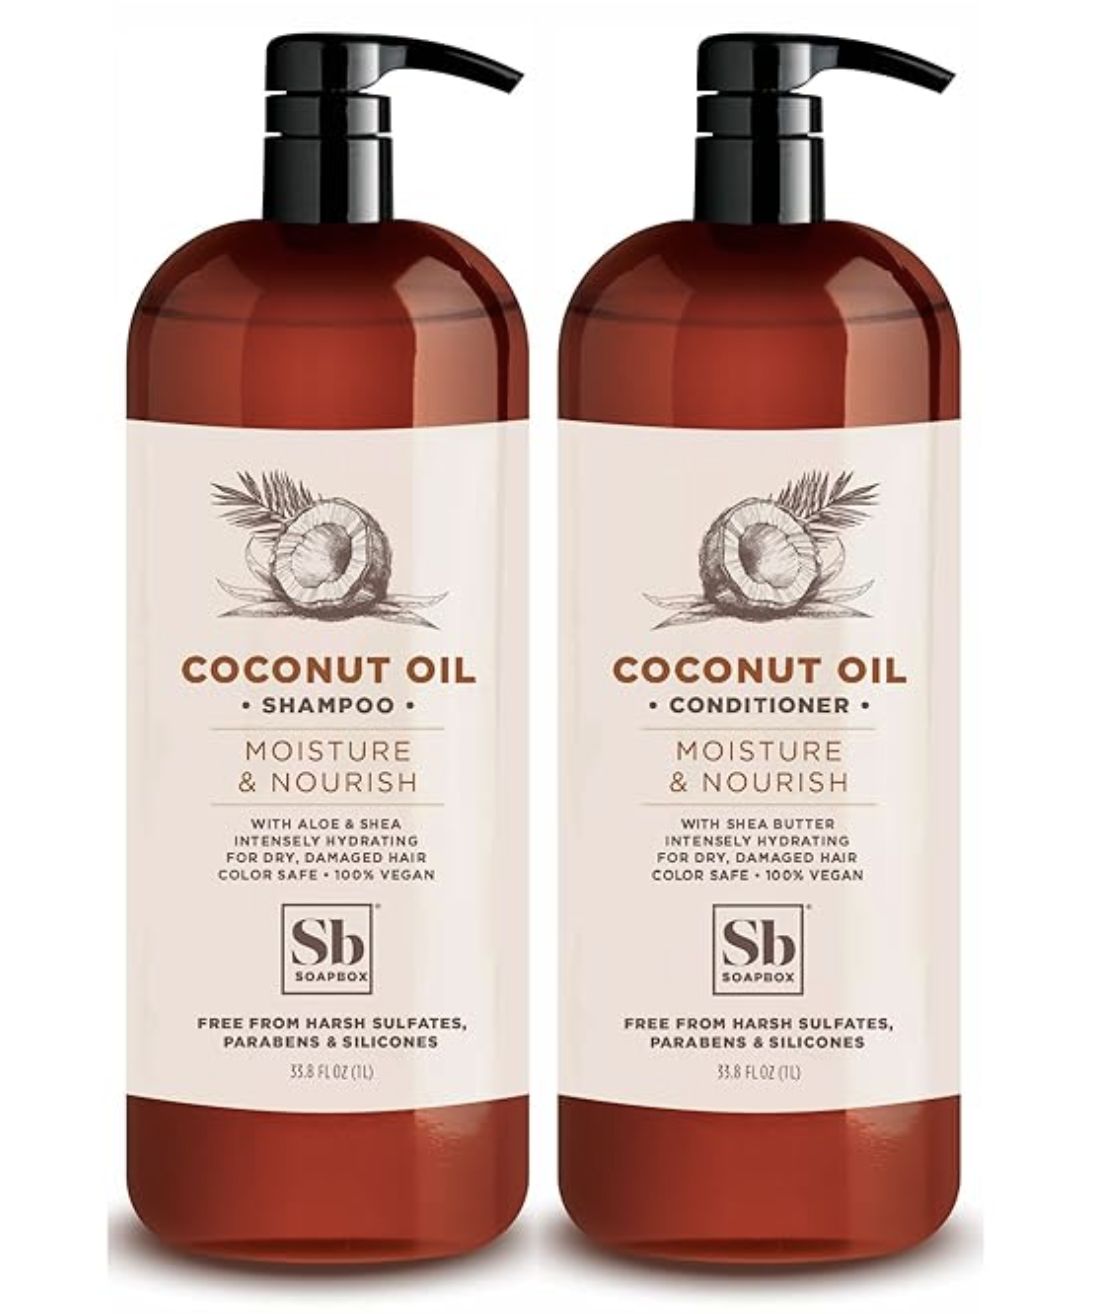 COCONUT OIL
• SHAMPOO •
MOISTURE
& NOURISH
WITH ALOE & SHEA
INTENSELY HYDRATING
FOR DRY, DAMAGED HAIR
COLOR SAFE • 100% VEGAN
Sb®
SOAPBOX
FREE FROM HARSH SULFATES,
PARABENS & SILICONES
33.8 FL OZ (1L)
COCONUT OIL
• CONDITIONER •
MOISTURE
& NOURISH
WITH SHEA BUTTER
INTENSELY HYDRATING
FOR DRY, DAMAGED HAIR
COLOR SAFE • 100% VEGAN
Sb®
SOAPBOX
FREE FROM HARSH SULFATES,
PARABENS & SILICONES
33.8 FL OZ (1L)